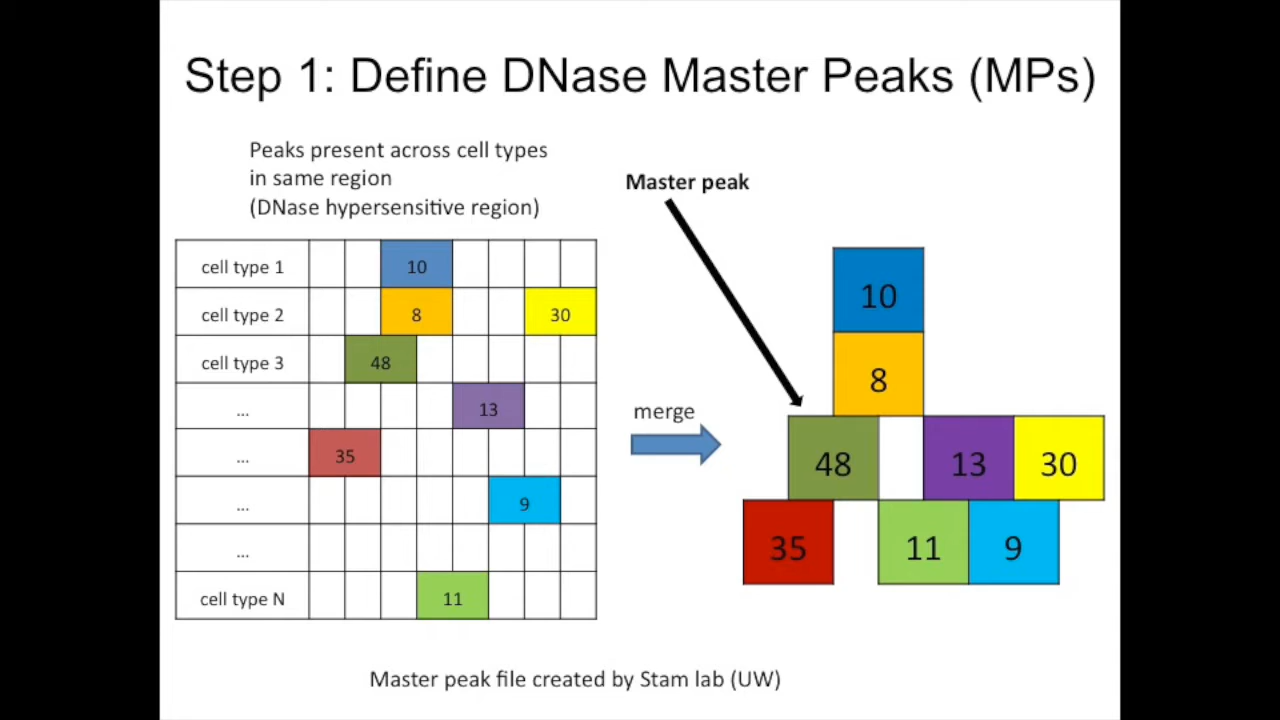 Step 1: Define DNase Master Peaks (MPs)
Peaks present across cell types
in same region
(DNase hypersensitive region)
Master peak
cell type 1 10
cell type 2 8 30
cell type 3 48
... 13
... 35
... 9
...
cell type N 11
merge
10
8
48 13 30
35 11 9
Master peak file created by Stam lab (UW)